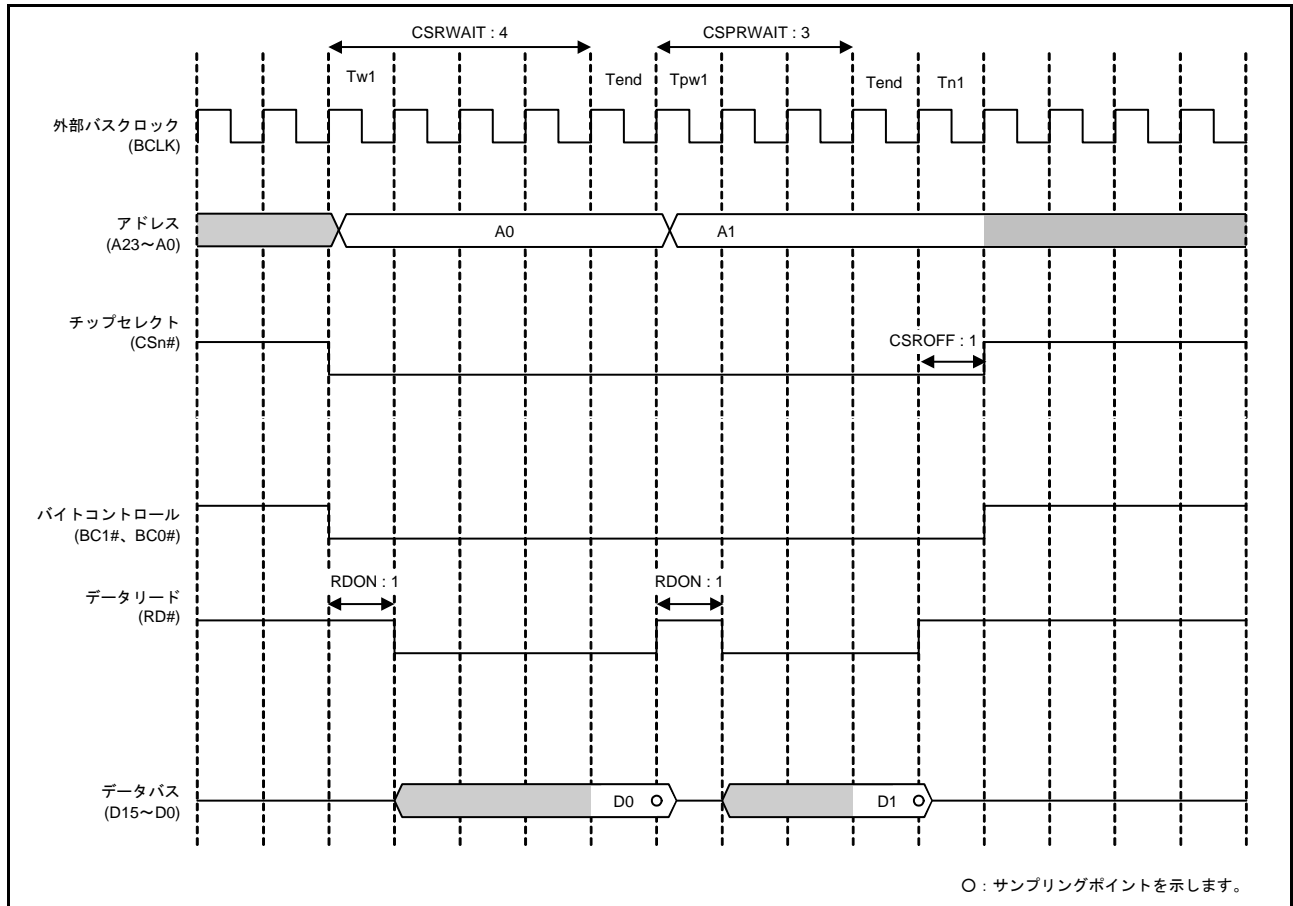 CSRWAIT : 4
CSPRWAIT : 3
Tw1
Tend
Tpw1
Tend
Tn1
外部バスクロック
(BCLK)
アドレス
(A23～A0)
A0
A1
チップセレクト
(CSn#)
CSROFF : 1
バイトコントロール
(BC1#、BC0#)
RDON : 1
RDON : 1
データリード
(RD#)
データバス
(D15～D0)
D0
D1
○ : サンプリングポイントを示します。